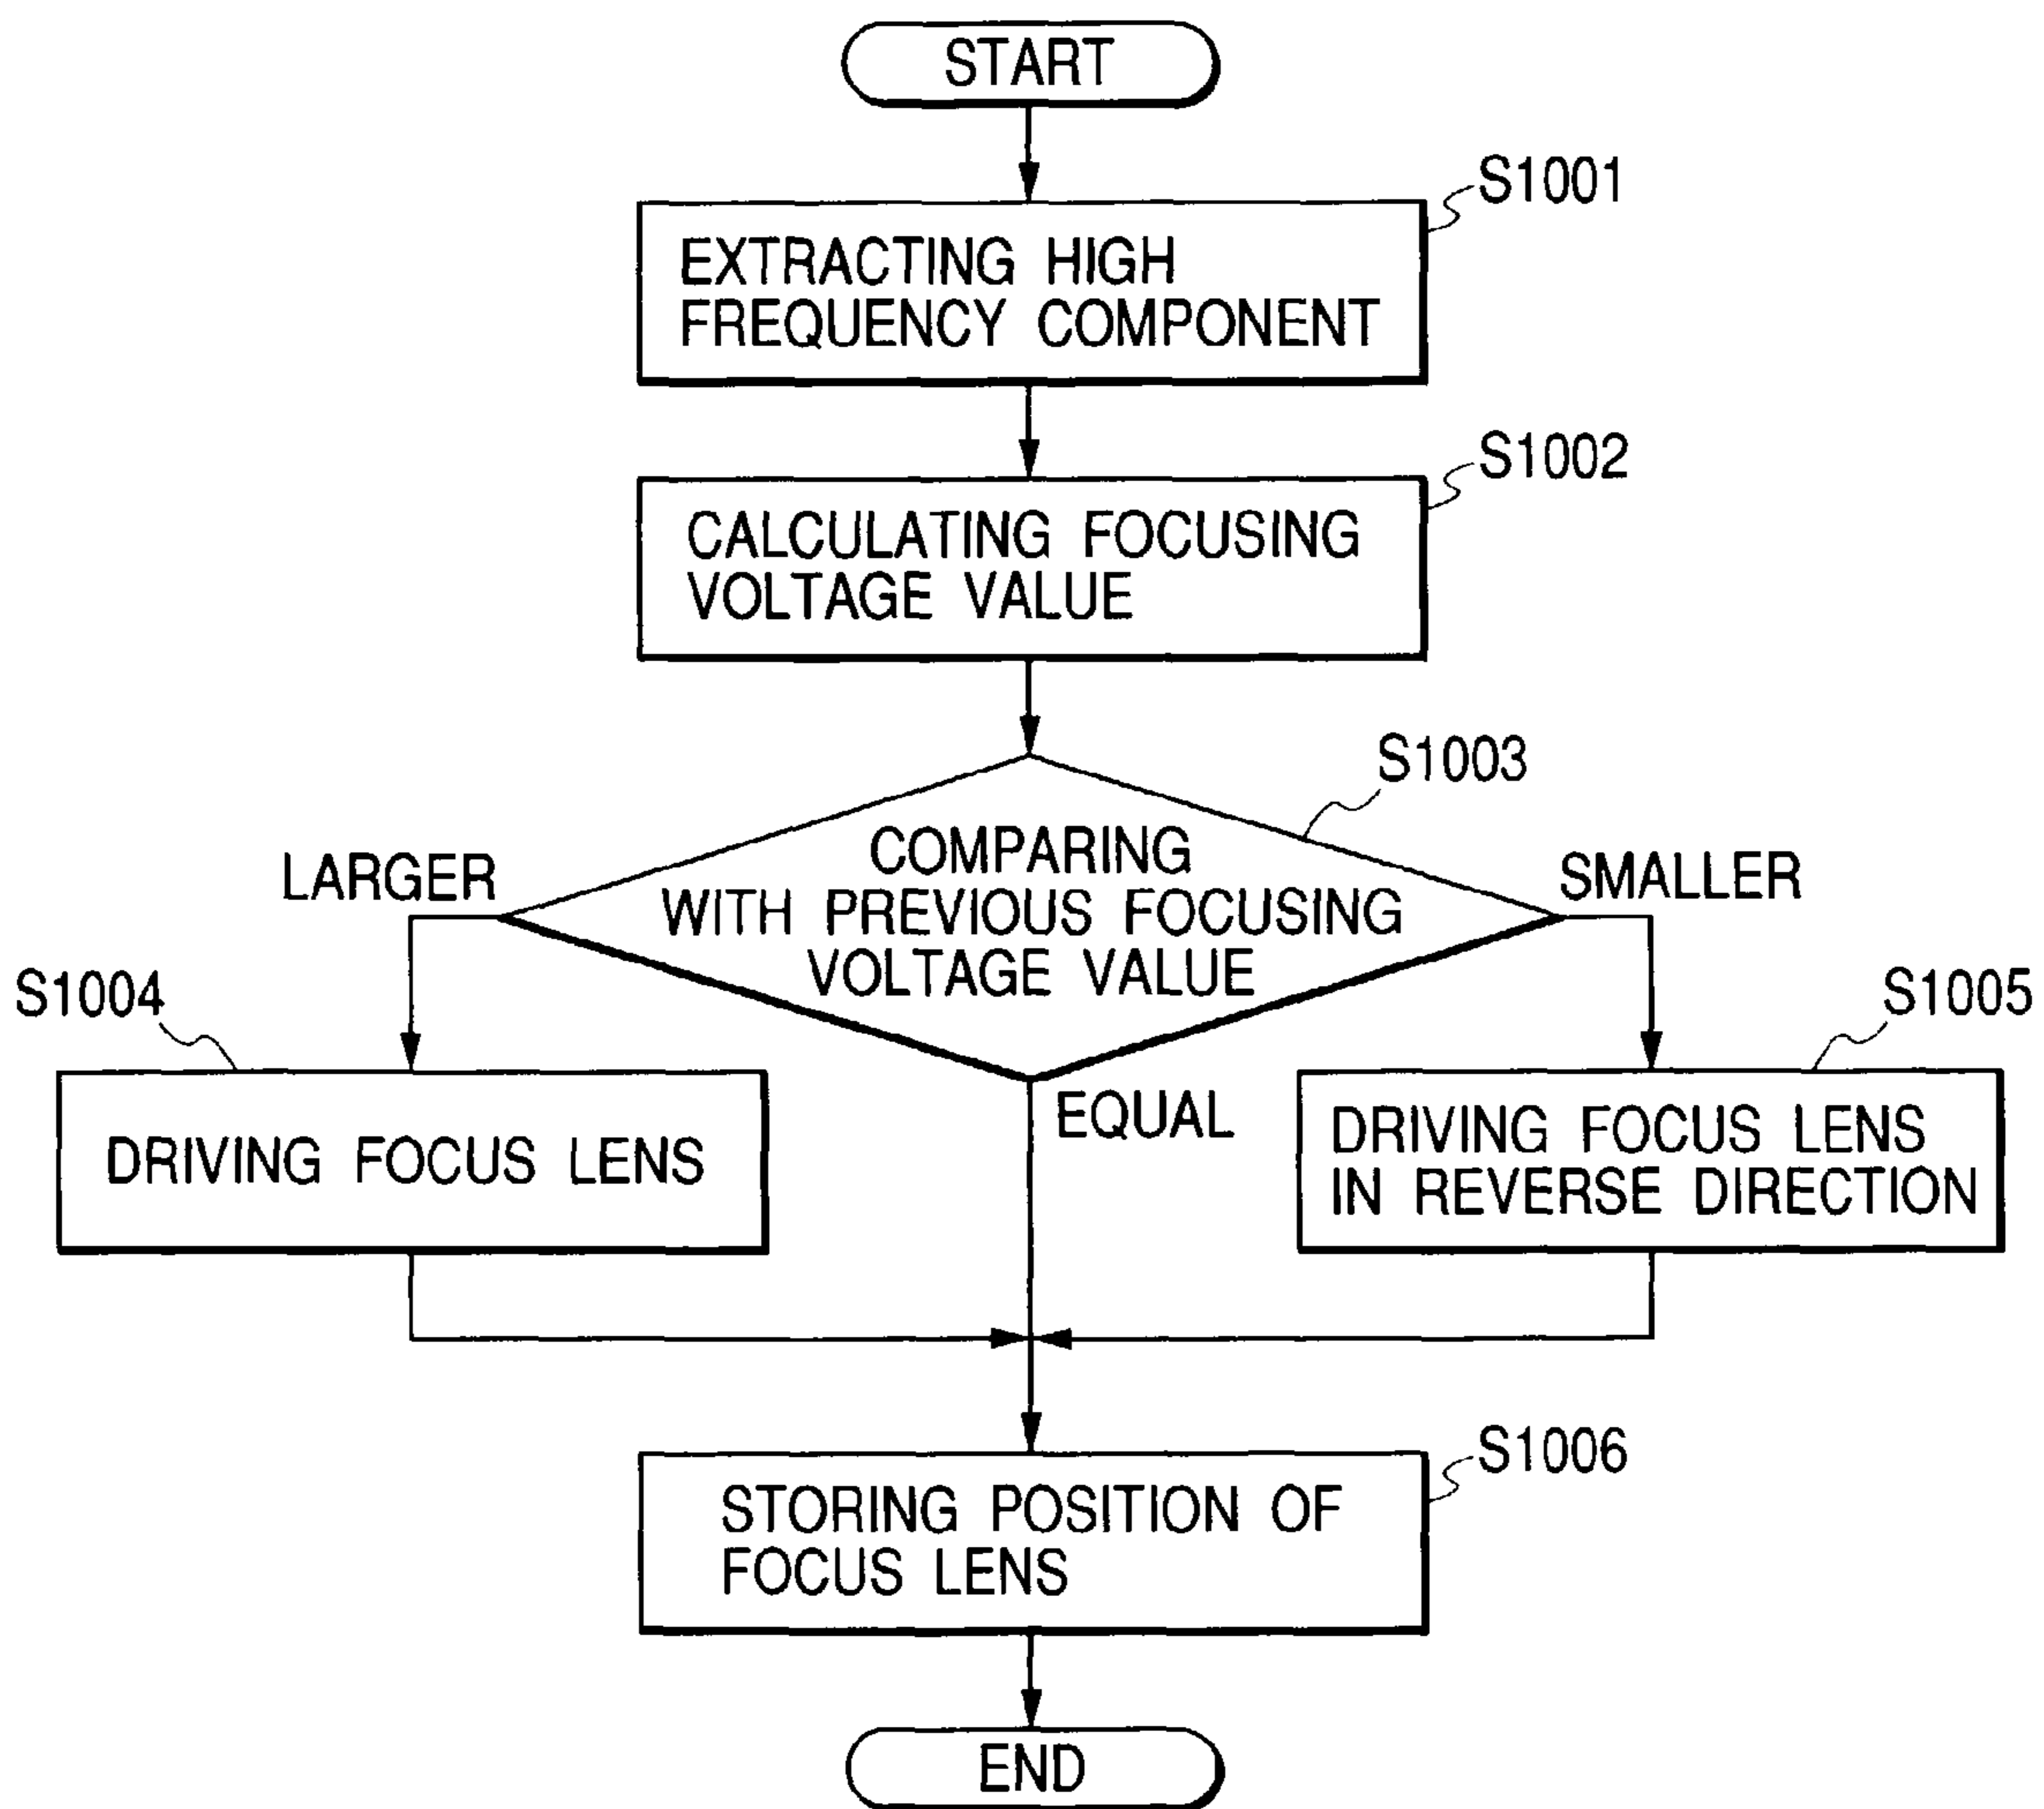 START
S1001
EXTRACTING HIGH
FREQUENCY COMPONENT
S1002
CALCULATING FOCUSING
VOLTAGE VALUE
S1003
COMPARING
WITH PREVIOUS FOCUSING
VOLTAGE VALUE
LARGER
SMALLER
EQUAL
S1004
DRIVING FOCUS LENS
S1005
DRIVING FOCUS LENS
IN REVERSE DIRECTION
S1006
STORING POSITION OF
FOCUS LENS
END